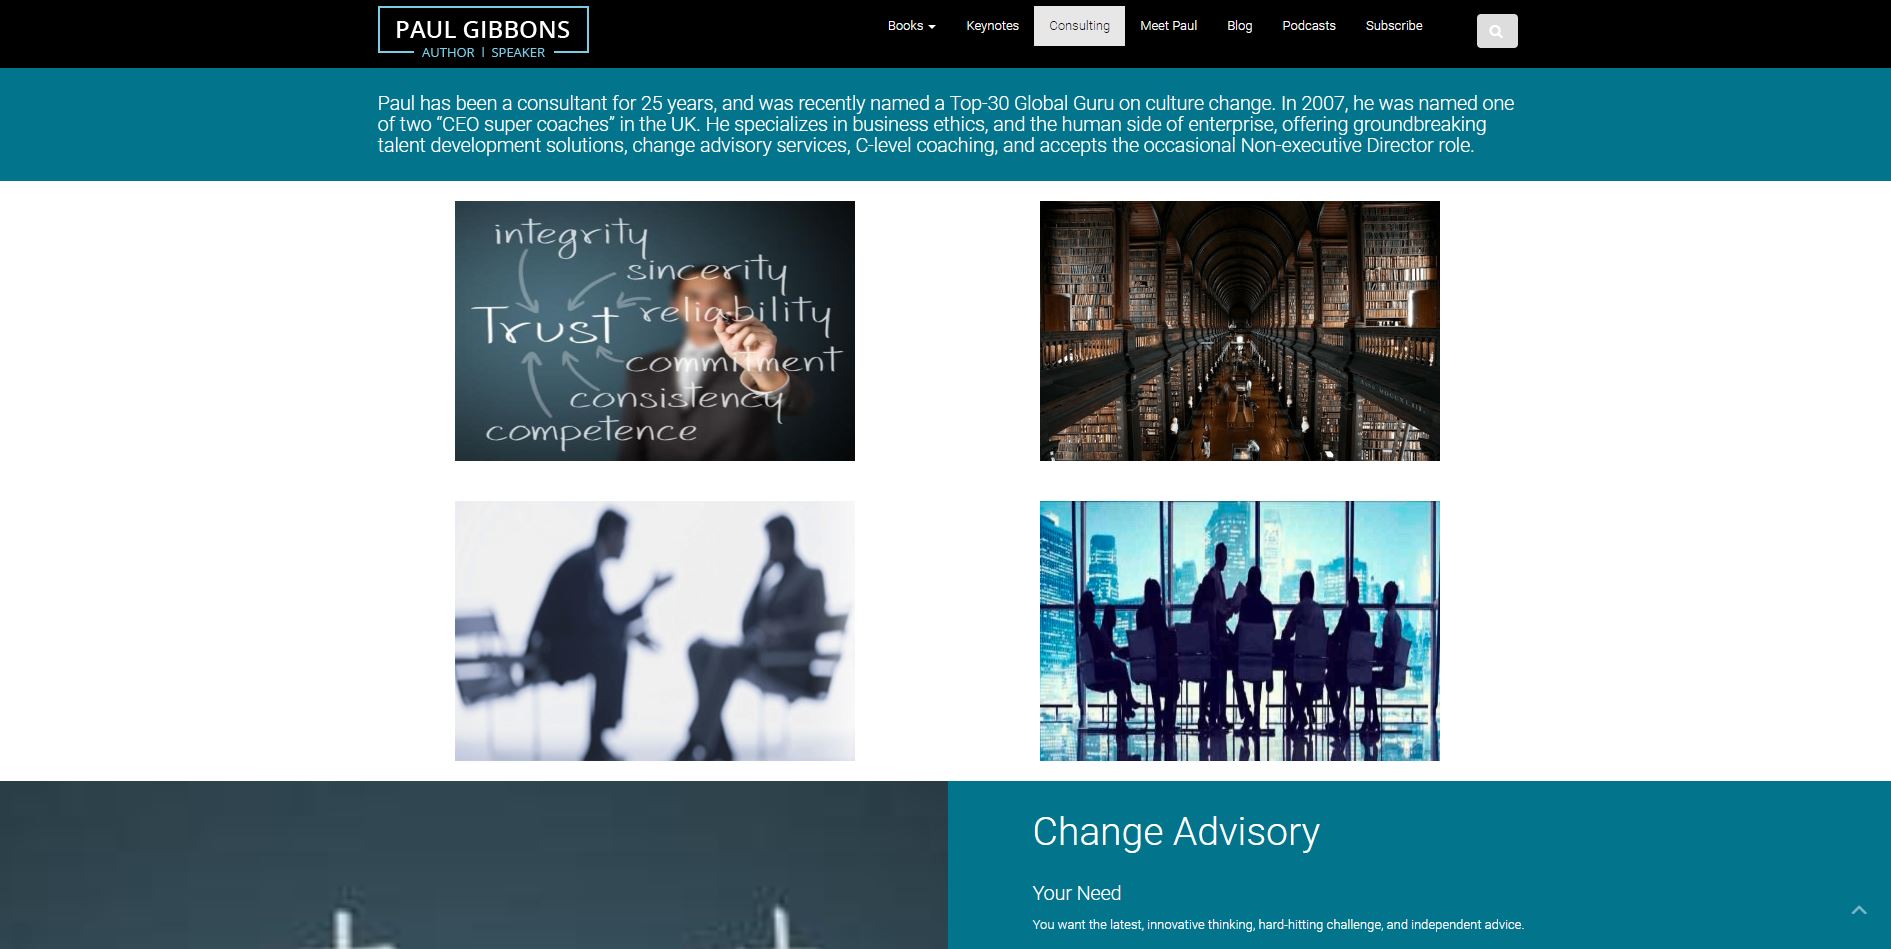 PAUL GIBBONS
AUTHOR | SPEAKER
Books
Keynotes
Consulting
Meet Paul
Blog
Podcasts
Subscribe
Paul has been a consultant for 25 years, and was recently named a Top-30 Global Guru on culture change. In 2007, he was named one
of two “CEO super coaches” in the UK. He specializes in business ethics, and the human side of enterprise, offering groundbreaking
talent development solutions, change advisory services, C-level coaching, and accepts the occasional Non-executive Director role.
integrity
sincerity
reliability
Trust
commitment
consistency
competence
Change Advisory
Your Need
You want the latest, innovative thinking, hard-hitting challenge, and independent advice.